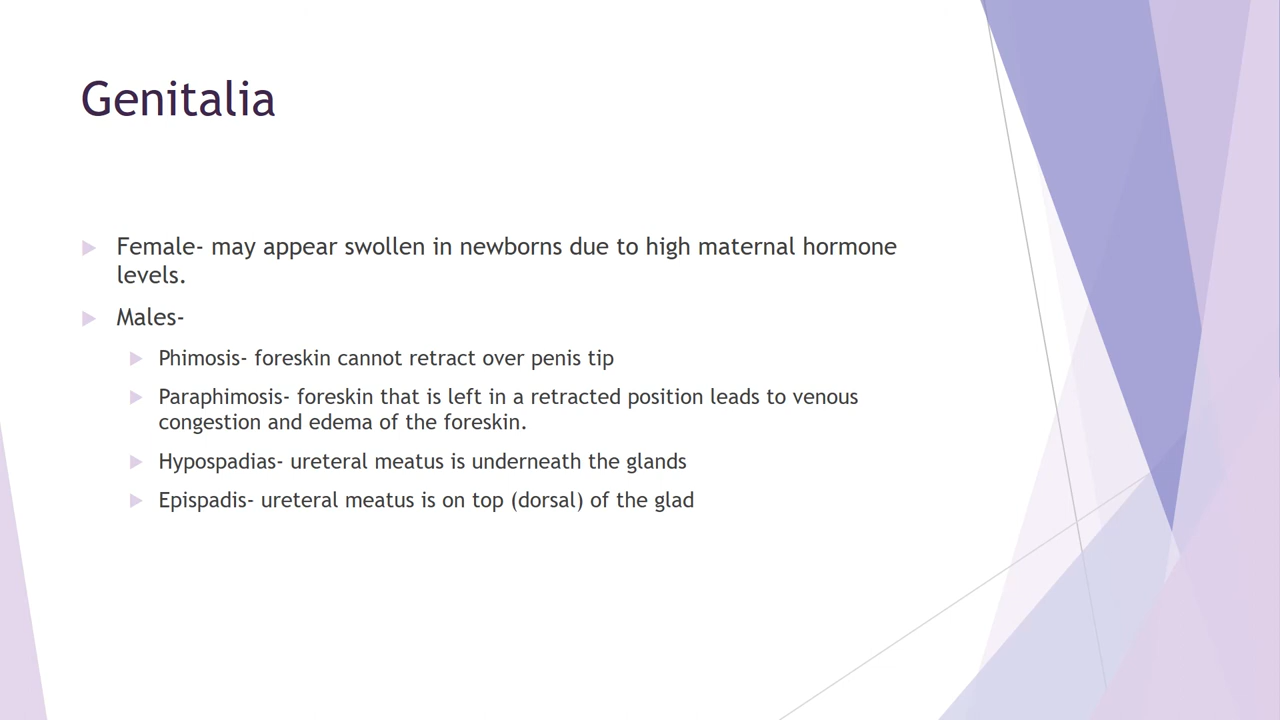 Genitalia
Female- may appear swollen in newborns due to high maternal hormone
levels.
Males-
Phimosis- foreskin cannot retract over penis tip
Paraphimosis- foreskin that is left in a retracted position leads to venous
congestion and edema of the foreskin.
Hypospadias- ureteral meatus is underneath the glands
Epispadis- ureteral meatus is on top (dorsal) of the glad